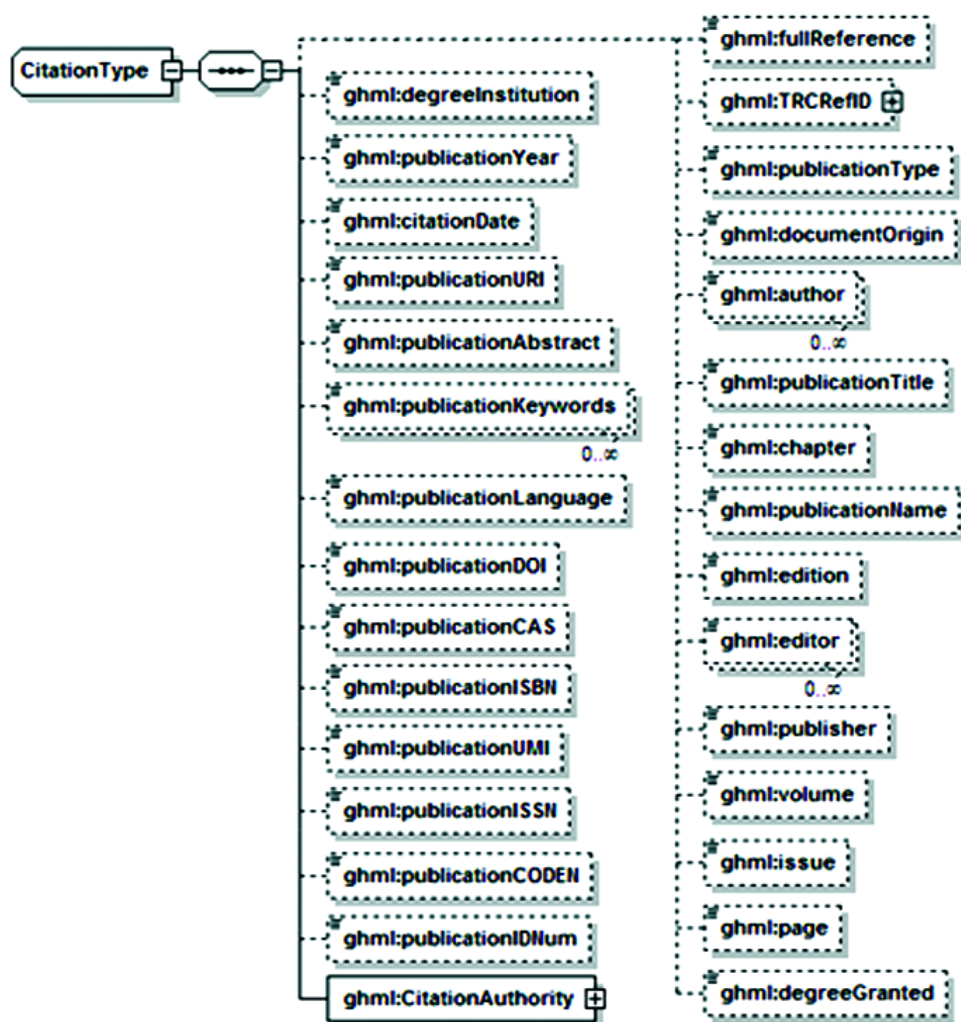 CitationType
ghml:degreeInstitution
ghml:publicationYear
ghml:citationDate
ghml:publicationURI
ghml:publicationAbstract
ghml:publicationKeywords
0..∞
ghml:publicationLanguage
ghml:publicationDOI
ghml:publicationCAS
ghml:publicationISBN
ghml:publicationUMI
ghml:publicationISSN
ghml:publicationCODEN
ghml:publicationIDNum
ghml:CitationAuthority
ghml:fullReference
ghml:TRCRefID
ghml:publicationType
ghml:documentOrigin
ghml:author
0..∞
ghml:publicationTitle
ghml:chapter
ghml:publicationName
ghml:edition
ghml:editor
0..∞
ghml:publisher
ghml:volume
ghml:issue
ghml:page
ghml:degreeGranted